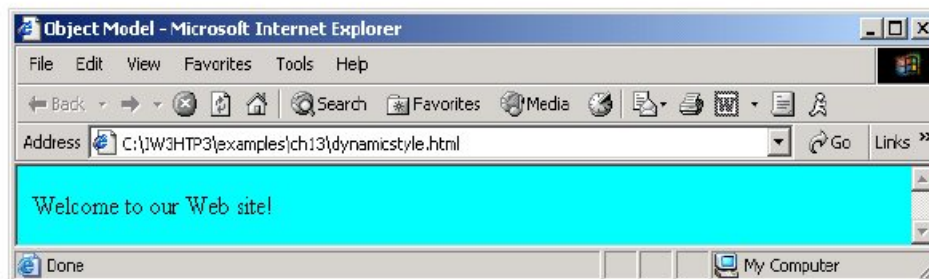 Object Model - Microsoft Internet Explorer
File Edit View Favorites Tools Help
Back Search Favorites Media Go Links »
Address C:\IW3HTP3\examples\ch13\dynamicstyle.html
Welcome to our Web site!
Done My Computer